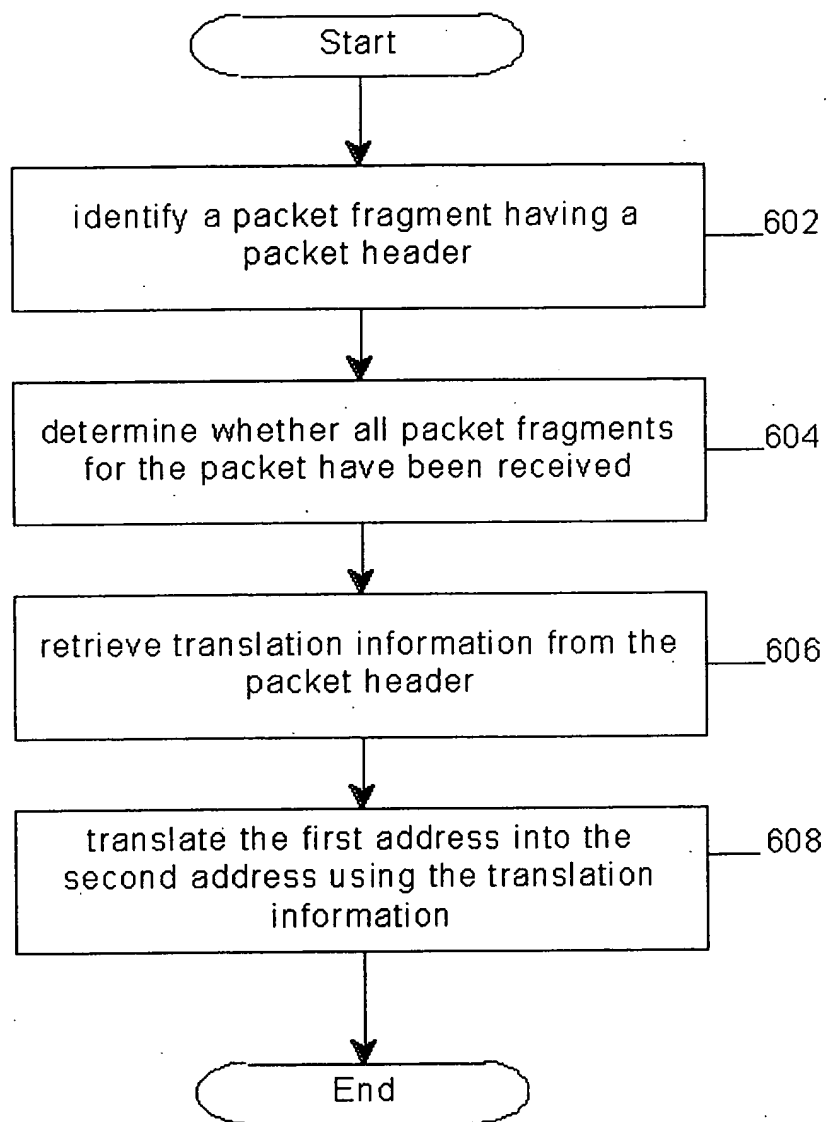 Start
identify a packet fragment having a
packet header
602
determine whether all packet fragments
for the packet have been received
604
retrieve translation information from the
packet header
606
translate the first address into the
second address using the translation
information
608
End